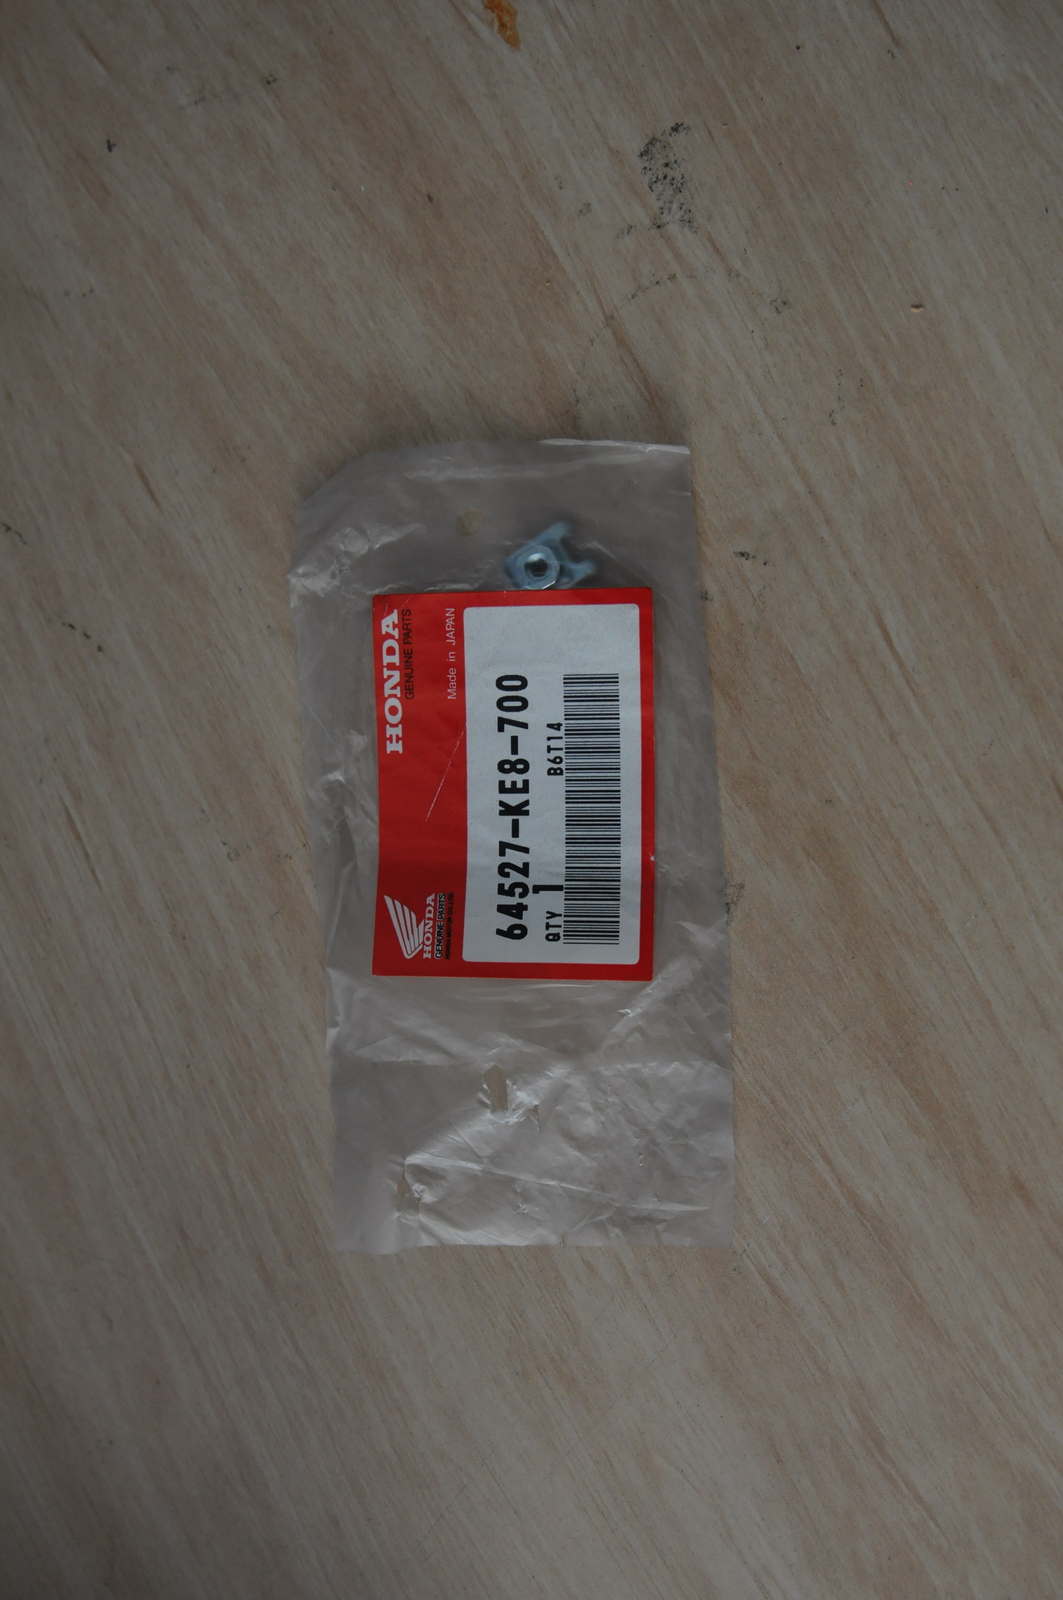 HONDA
GENUINE PARTS
Made in JAPAN
HONDA
GENUINE PARTS
64527-KE8-700
QTY 1 B6T14